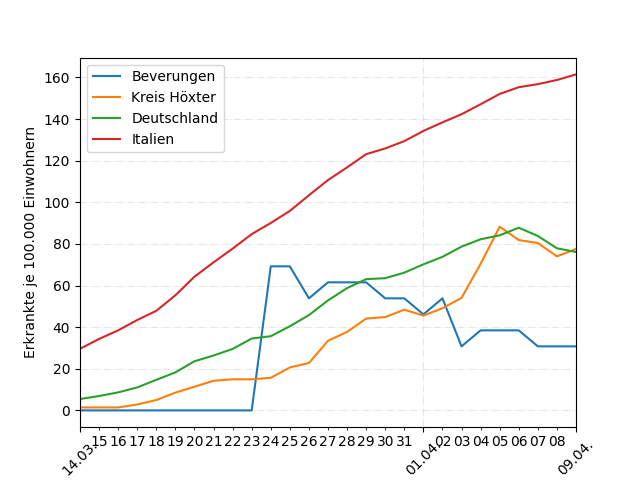 Erkrankte je 100.000 Einwohnern
160
140
120
100
80
60
40
20
0
Beverungen
Kreis Höxter
Deutschland
Italien
14.03. 15 16 17 18 19 20 21 22 23 24 25 26 27 28 29 30 31 01.04. 02 03 04 05 06 07 08 09.04.